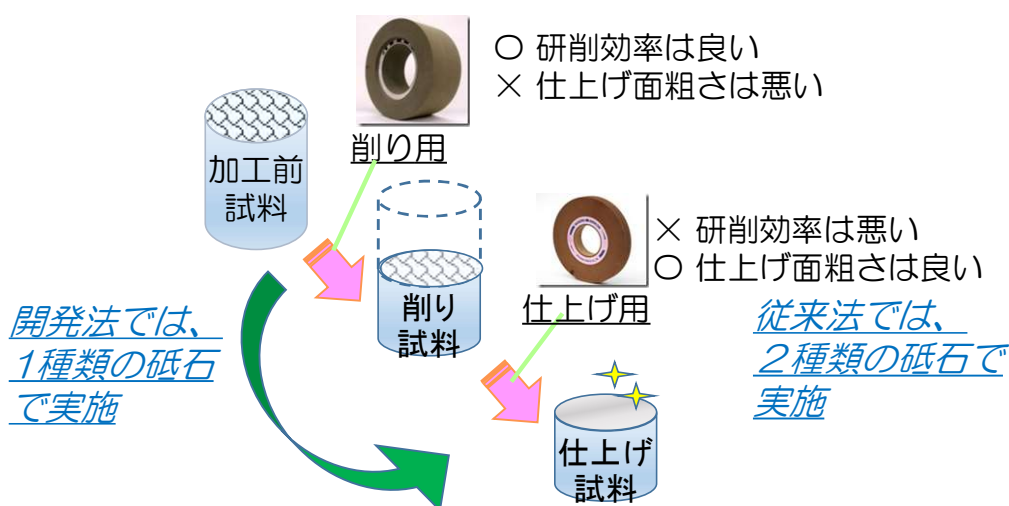 ○ 研削効率は良い
× 仕上げ面粗さは悪い
削り用
加工前
試料
× 研削効率は悪い
○ 仕上げ面粗さは良い
仕上げ用
削り
試料
開発法では、
1種類の砥石
で実施
従来法では、
２種類の砥石で
実施
仕上げ
試料